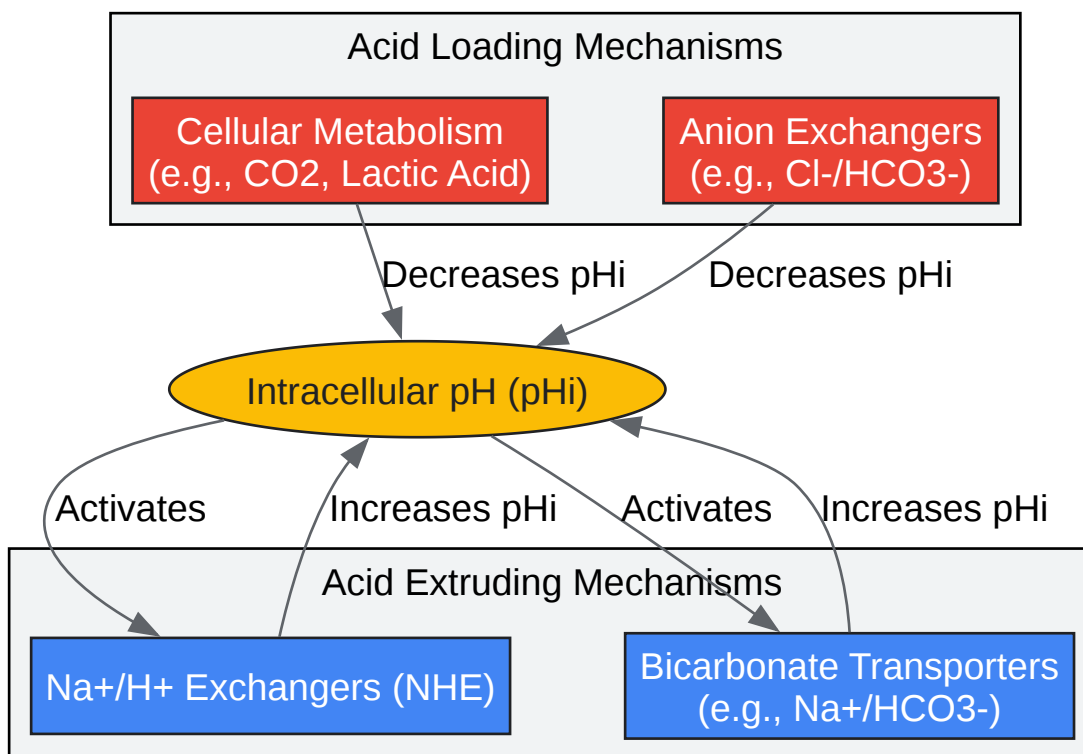 Acid Loading Mechanisms
Cellular Metabolism
(e.g., CO2, Lactic Acid)
Anion Exchangers
(e.g., Cl-/HCO3-)
Decreases pHi
Decreases pHi
Intracellular pH (pHi)
Activates
Increases pHi
Activates
Increases pHi
Acid Extruding Mechanisms
Na+/H+ Exchangers (NHE)
Bicarbonate Transporters
(e.g., Na+/HCO3-)